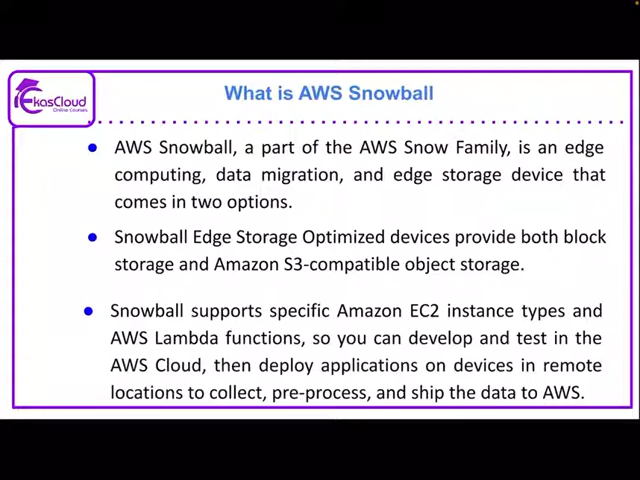 EkasCloud
Online Courses
What is AWS Snowball
AWS Snowball, a part of the AWS Snow Family, is an edge
computing, data migration, and edge storage device that
comes in two options.
Snowball Edge Storage Optimized devices provide both block
storage and Amazon S3-compatible object storage.
Snowball supports specific Amazon EC2 instance types and
AWS Lambda functions, so you can develop and test in the
AWS Cloud, then deploy applications on devices in remote
locations to collect, pre-process, and ship the data to AWS.